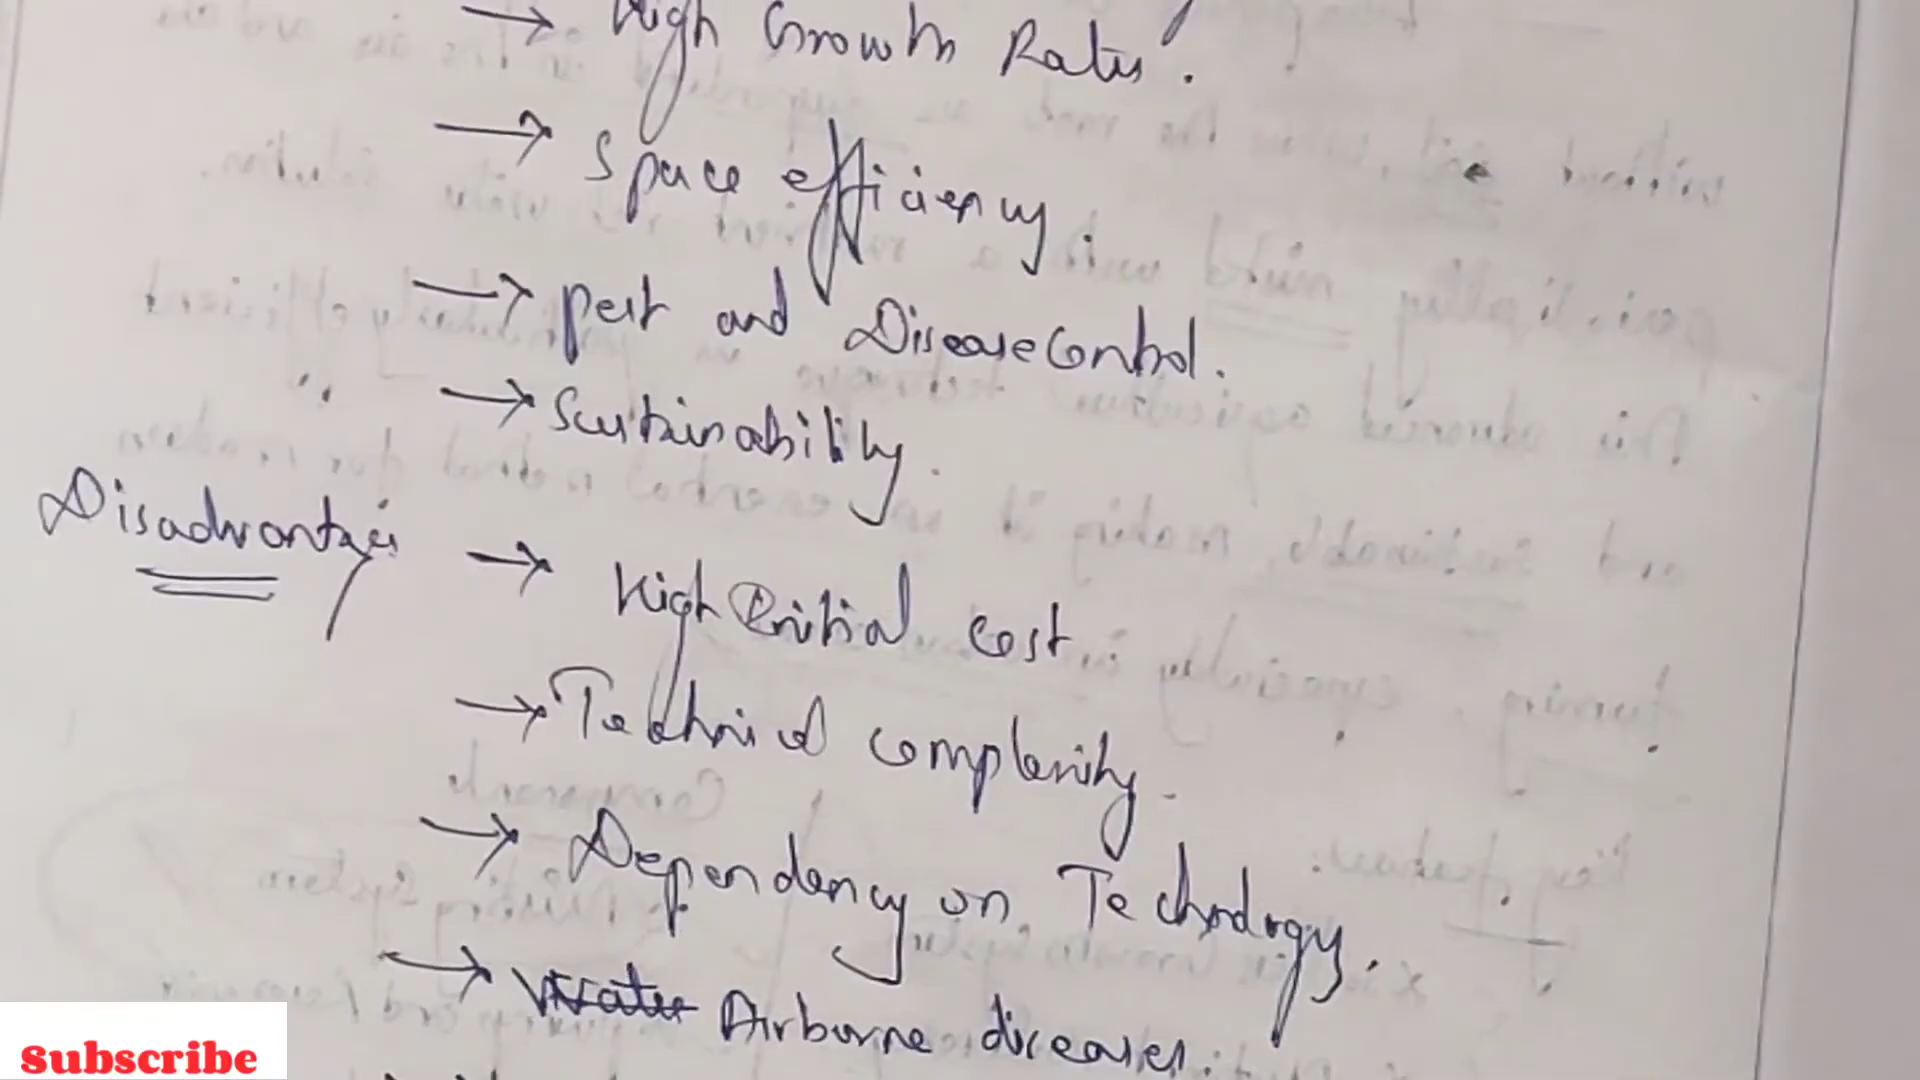 → High Growth Rates.
→ Space efficiency.
→ Pest and Disease Control.
→ Sustainability.
Disadvantages → High Initial cost
→ Technical complexity.
→ Dependency on Technology.
→ Water Airborne diseases
Subscribe